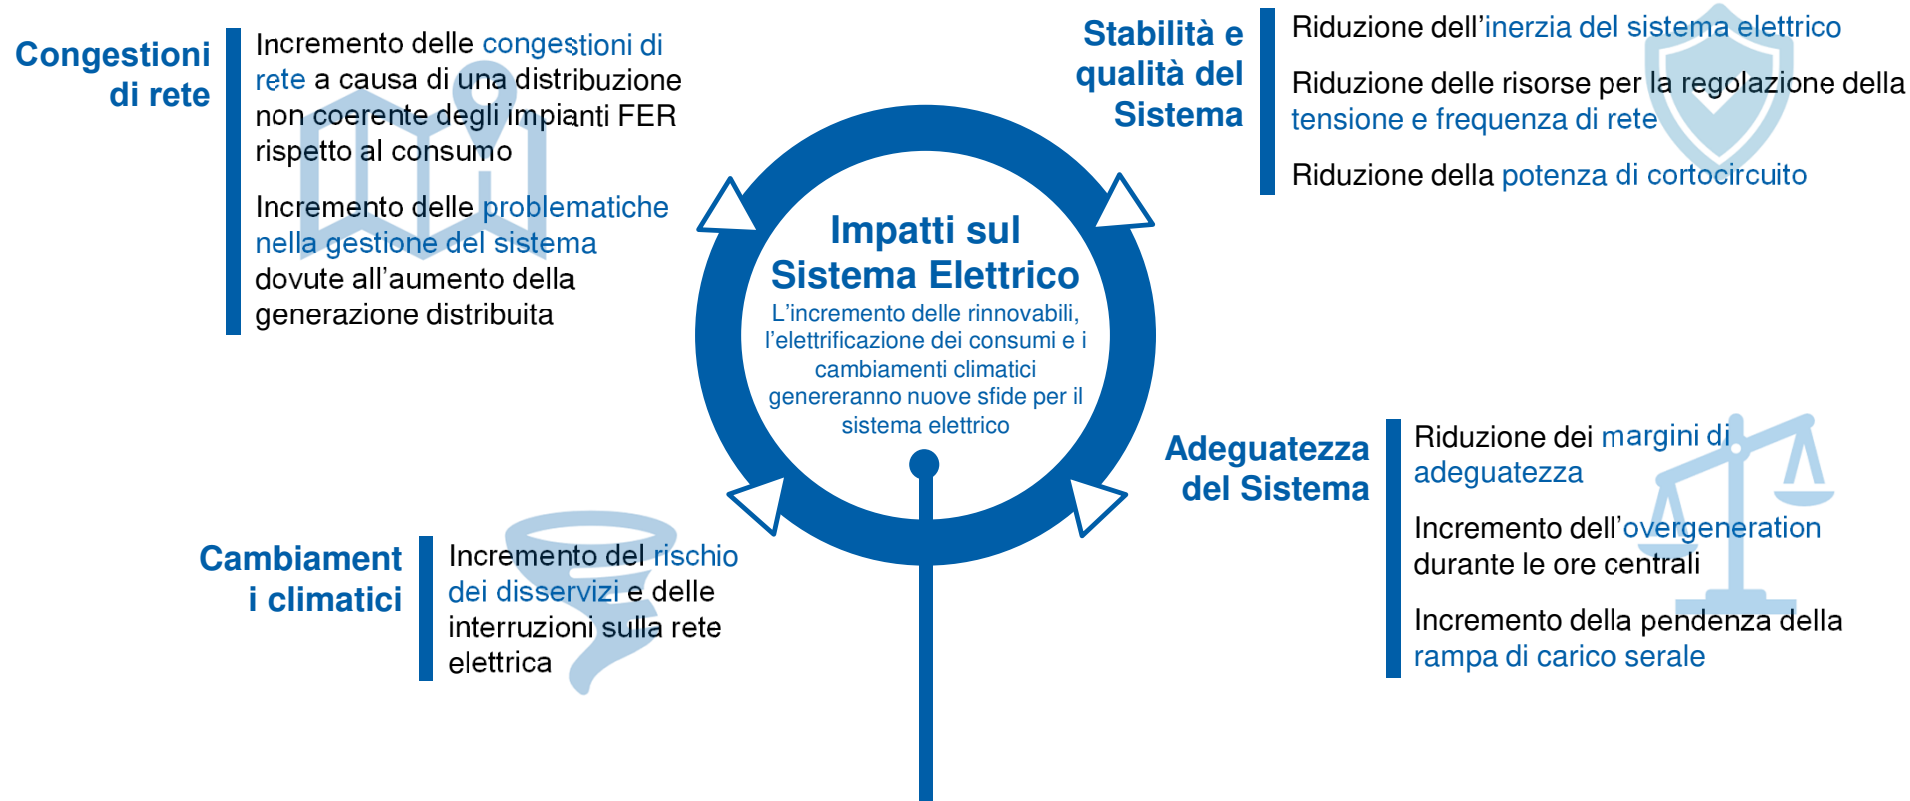 Congestioni
di rete
Incremento delle congestioni di
rete a causa di una distribuzione
non coerente degli impianti FER
rispetto al consumo
Incremento delle problematiche
nella gestione del sistema
dovute all'aumento della
generazione distribuita
Stabilità e
qualità del
Sistema
Riduzione dell'inerzia del sistema elettrico
Riduzione delle risorse per la regolazione della
tensione e frequenza di rete
Riduzione della potenza di cortocircuito
Impatti sul
Sistema Elettrico
L'incremento delle rinnovabili,
l'elettrificazione dei consumi e i
cambiamenti climatici
genereranno nuove sfide per il
sistema elettrico
Cambiament
i climatici
Incremento del rischio
dei disservizi e delle
interruzioni sulla rete
elettrica
Adeguatezza
del Sistema
Riduzione dei margini di
adeguatezza
Incremento dell'overgeneration
durante le ore centrali
Incremento della pendenza della
rampa di carico serale